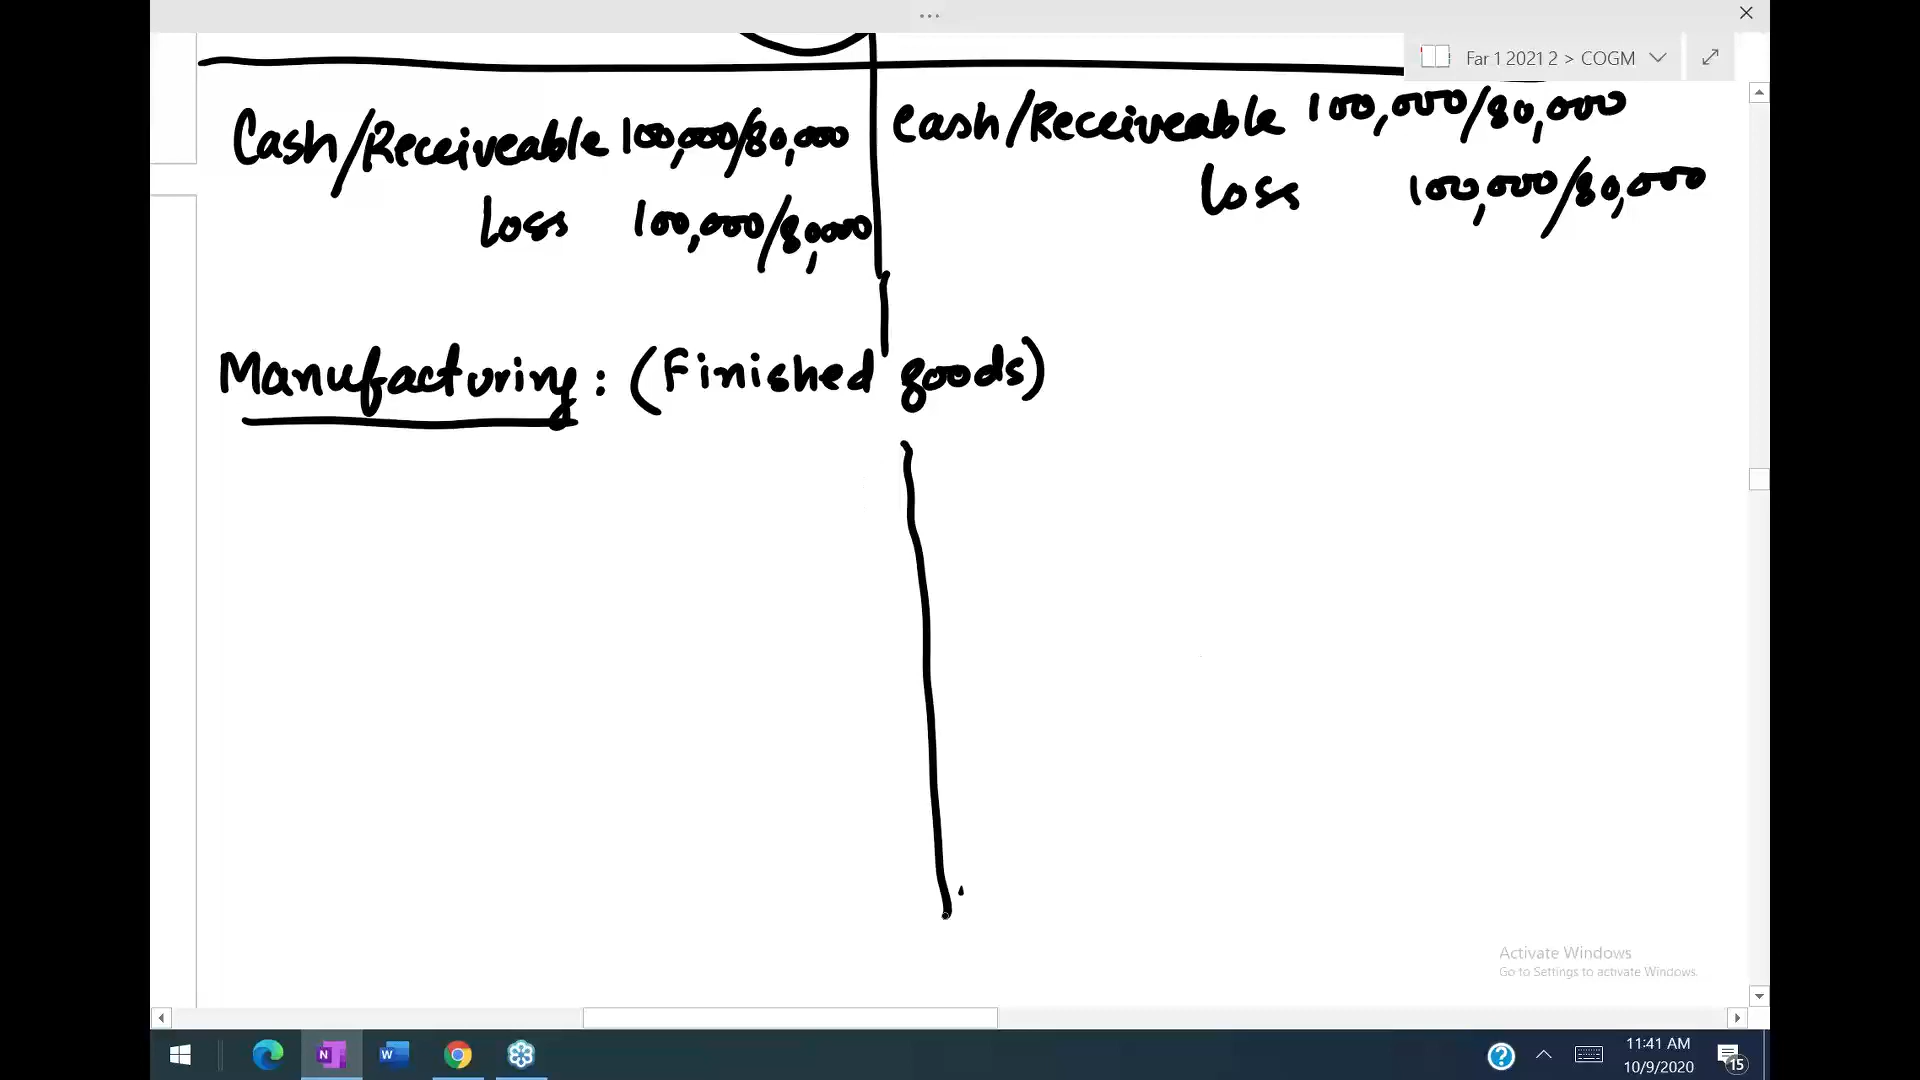 Far 1 2021 2 > COGM
Cash/Receiveable 100,000/80,000
Loss 100,000/80,000
Cash/Receiveable 100,000/80,000
Loss 100,000/80,000
Manufacturing: (Finished goods)
Activate Windows
Go to Settings to activate Windows.
11:41 AM
10/9/2020
15